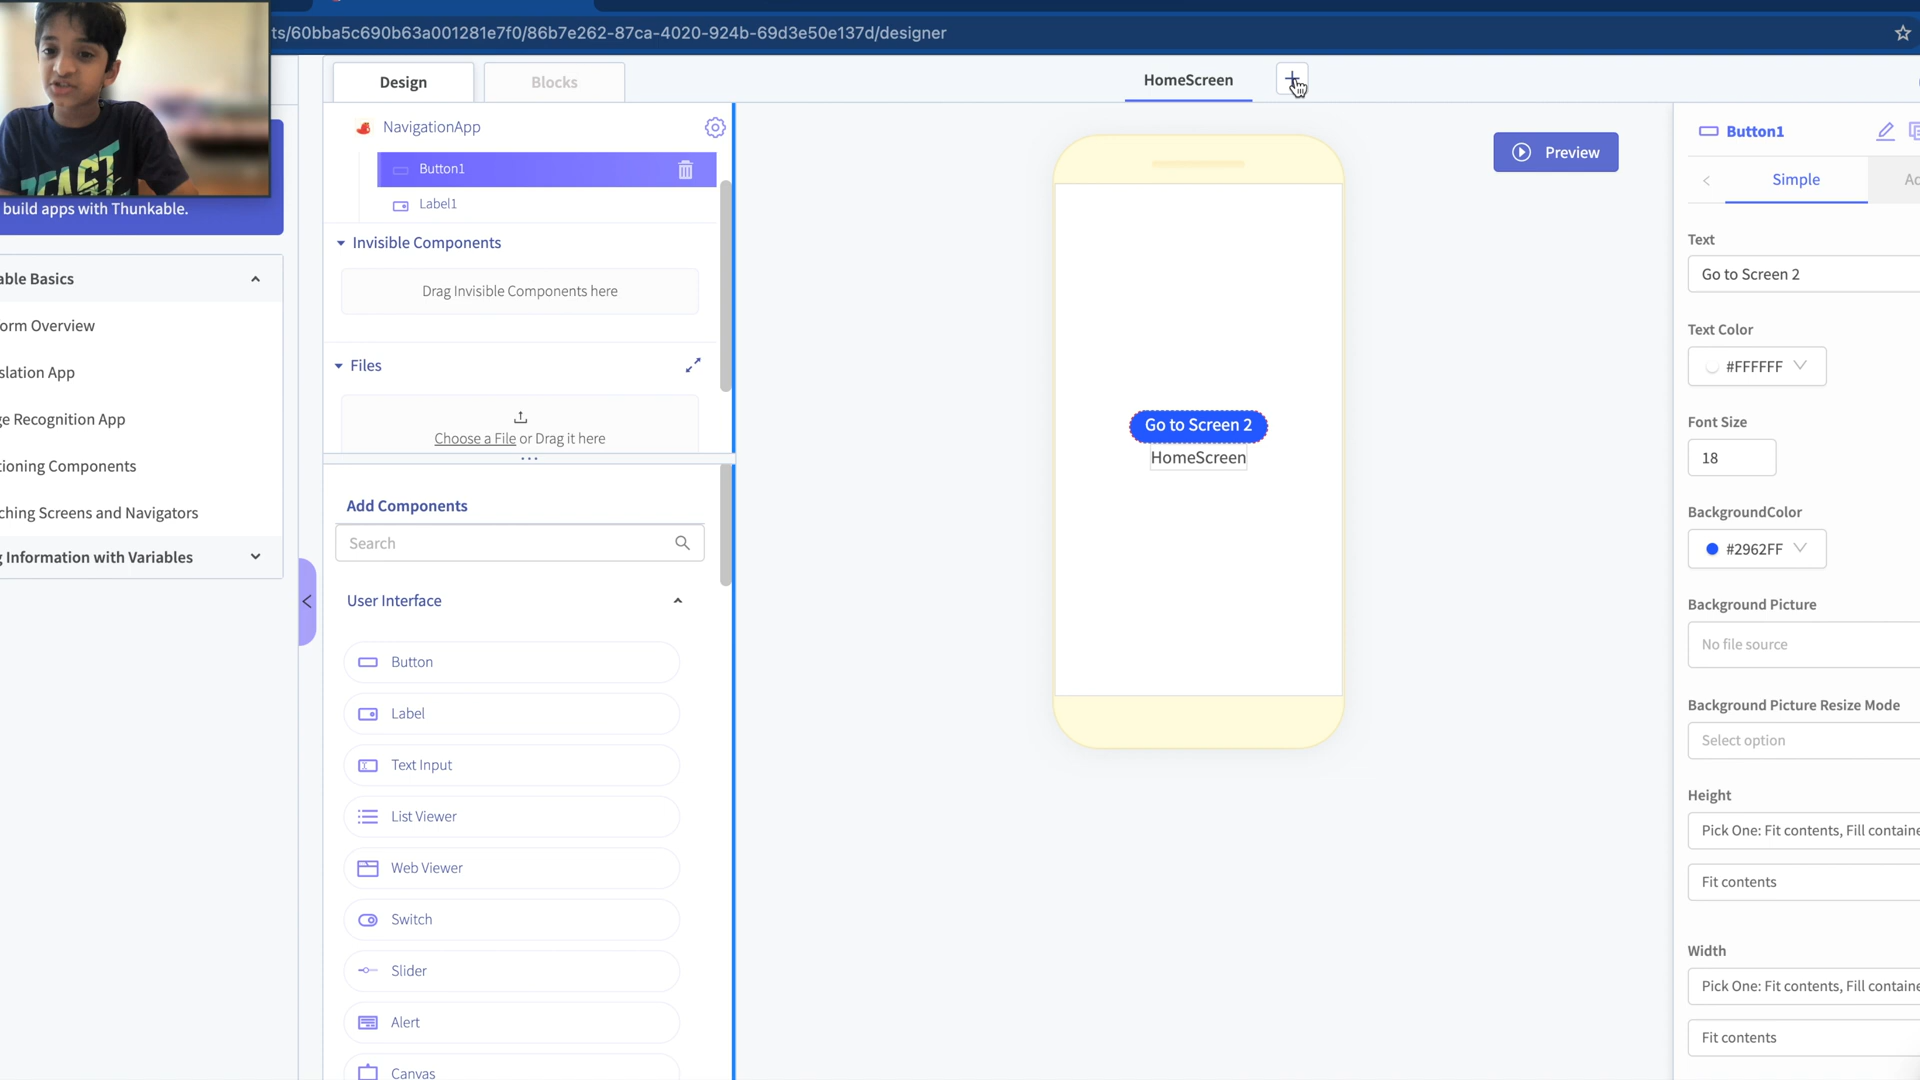 ts/60bba5c690b63a001281e7f0/86b7e262-87ca-4020-924b-69d3e50e137d/designer
build apps with Thunkable.
able Basics
orm Overview
slation App
ge Recognition App
tioning Components
ching Screens and Navigators
g Information with Variables
Design
Blocks
NavigationApp
Button1
Label1
Invisible Components
Drag Invisible Components here
Files
Choose a File or Drag it here
Add Components
Search
User Interface
Button
Label
Text Input
List Viewer
Web Viewer
Switch
Slider
Alert
Canvas
HomeScreen
Preview
Go to Screen 2
HomeScreen
Button1
Simple
Text
Go to Screen 2
Text Color
#FFFFFF
Font Size
18
BackgroundColor
#2962FF
Background Picture
No file source
Background Picture Resize Mode
Select option
Height
Pick One: Fit contents, Fill containe
Fit contents
Width
Pick One: Fit contents, Fill containe
Fit contents